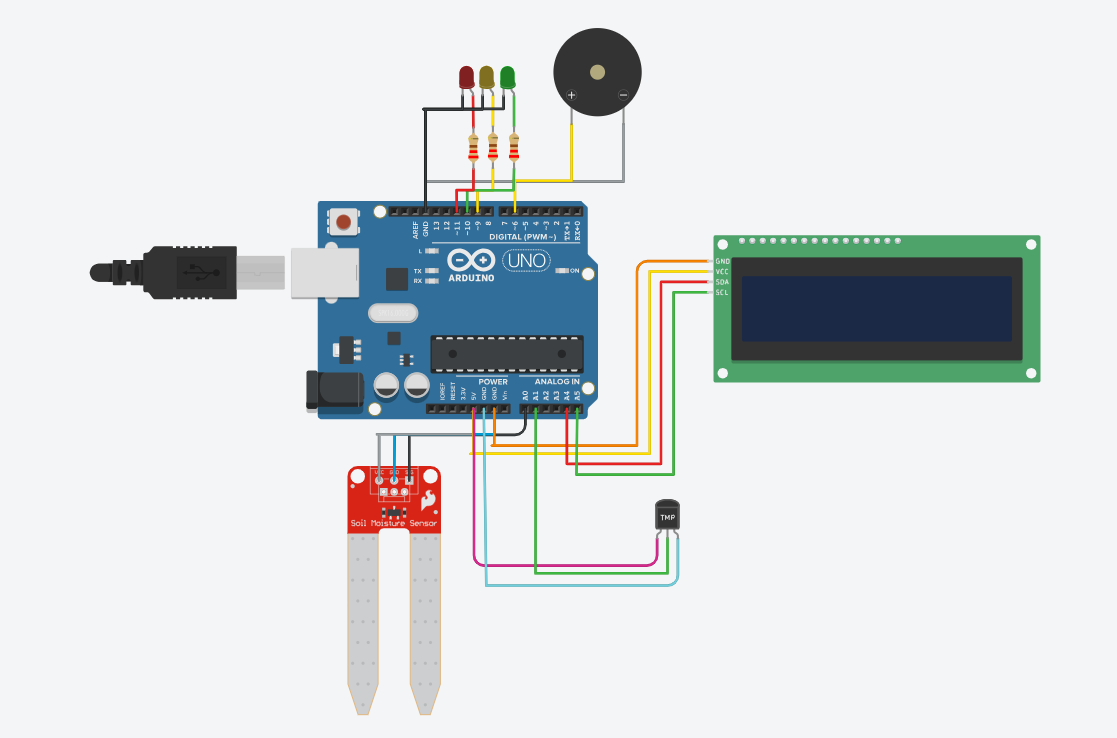 + −
AREF
GND
13
12
~11
~10
~9
8
7
~6
~5
4
~3
2
TX→1
RX←0
DIGITAL (PWM~)
L
TX
RX
ARDUINO
UNO
ON
POWER
ANALOG IN
IOREF
RESET
3.3V
5V
GND
GND
Vin
A0
A1
A2
A3
A4
A5
GND
VCC
SDA
SCL
Soil Moisture Sensor
TMP